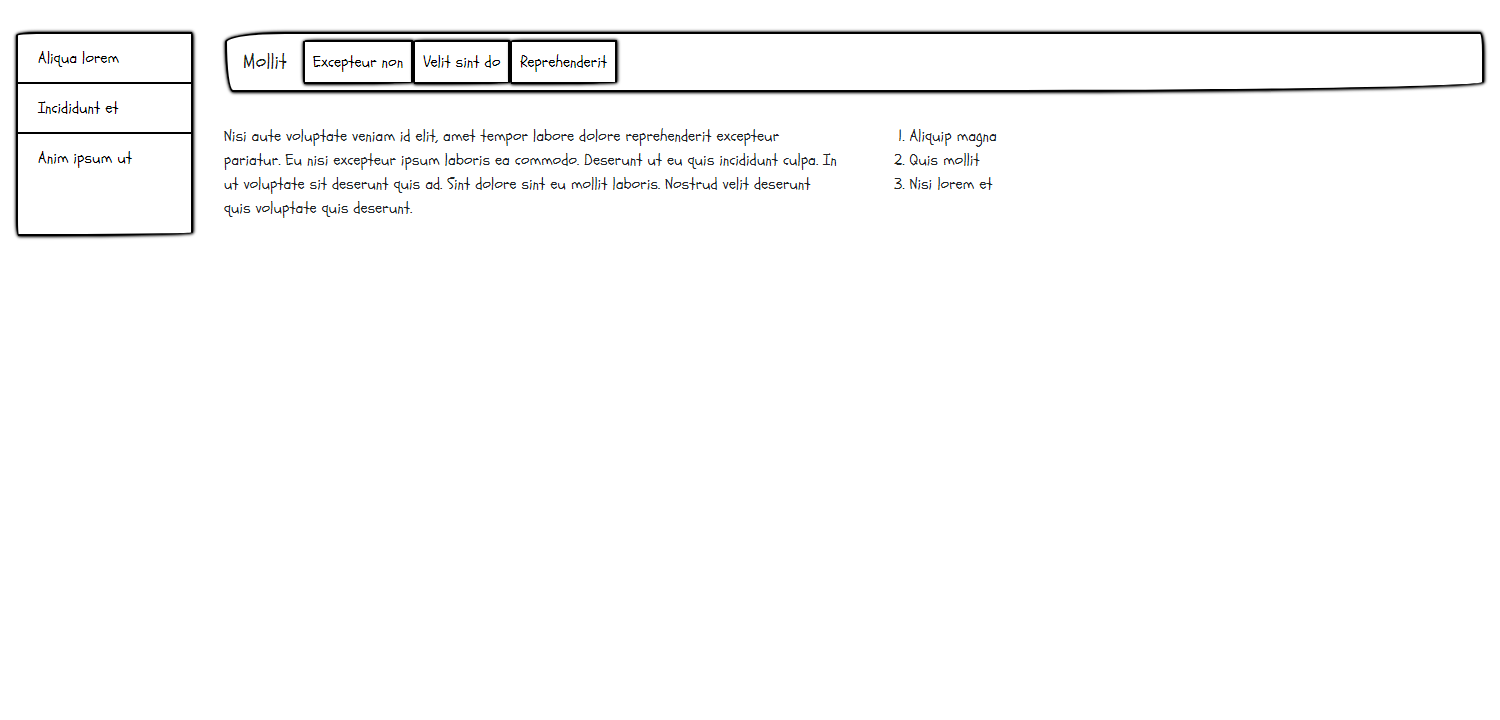 Aliqua lorem
Incididunt et
Anim ipsum ut
Mollit
Excepteur non
Velit sint do
Reprehenderit
Nisi aute voluptate veniam id elit, amet tempor labore dolore reprehenderit excepteur
pariatur. Eu nisi excepteur ipsum laboris ea commodo. Deserunt ut eu quis incididunt culpa. In
ut voluptate sit deserunt quis ad. Sint dolore sint eu mollit laboris. Nostrud velit deserunt
quis voluptate quis deserunt.
1. Aliquip magna
2. Quis mollit
3. Nisi lorem et